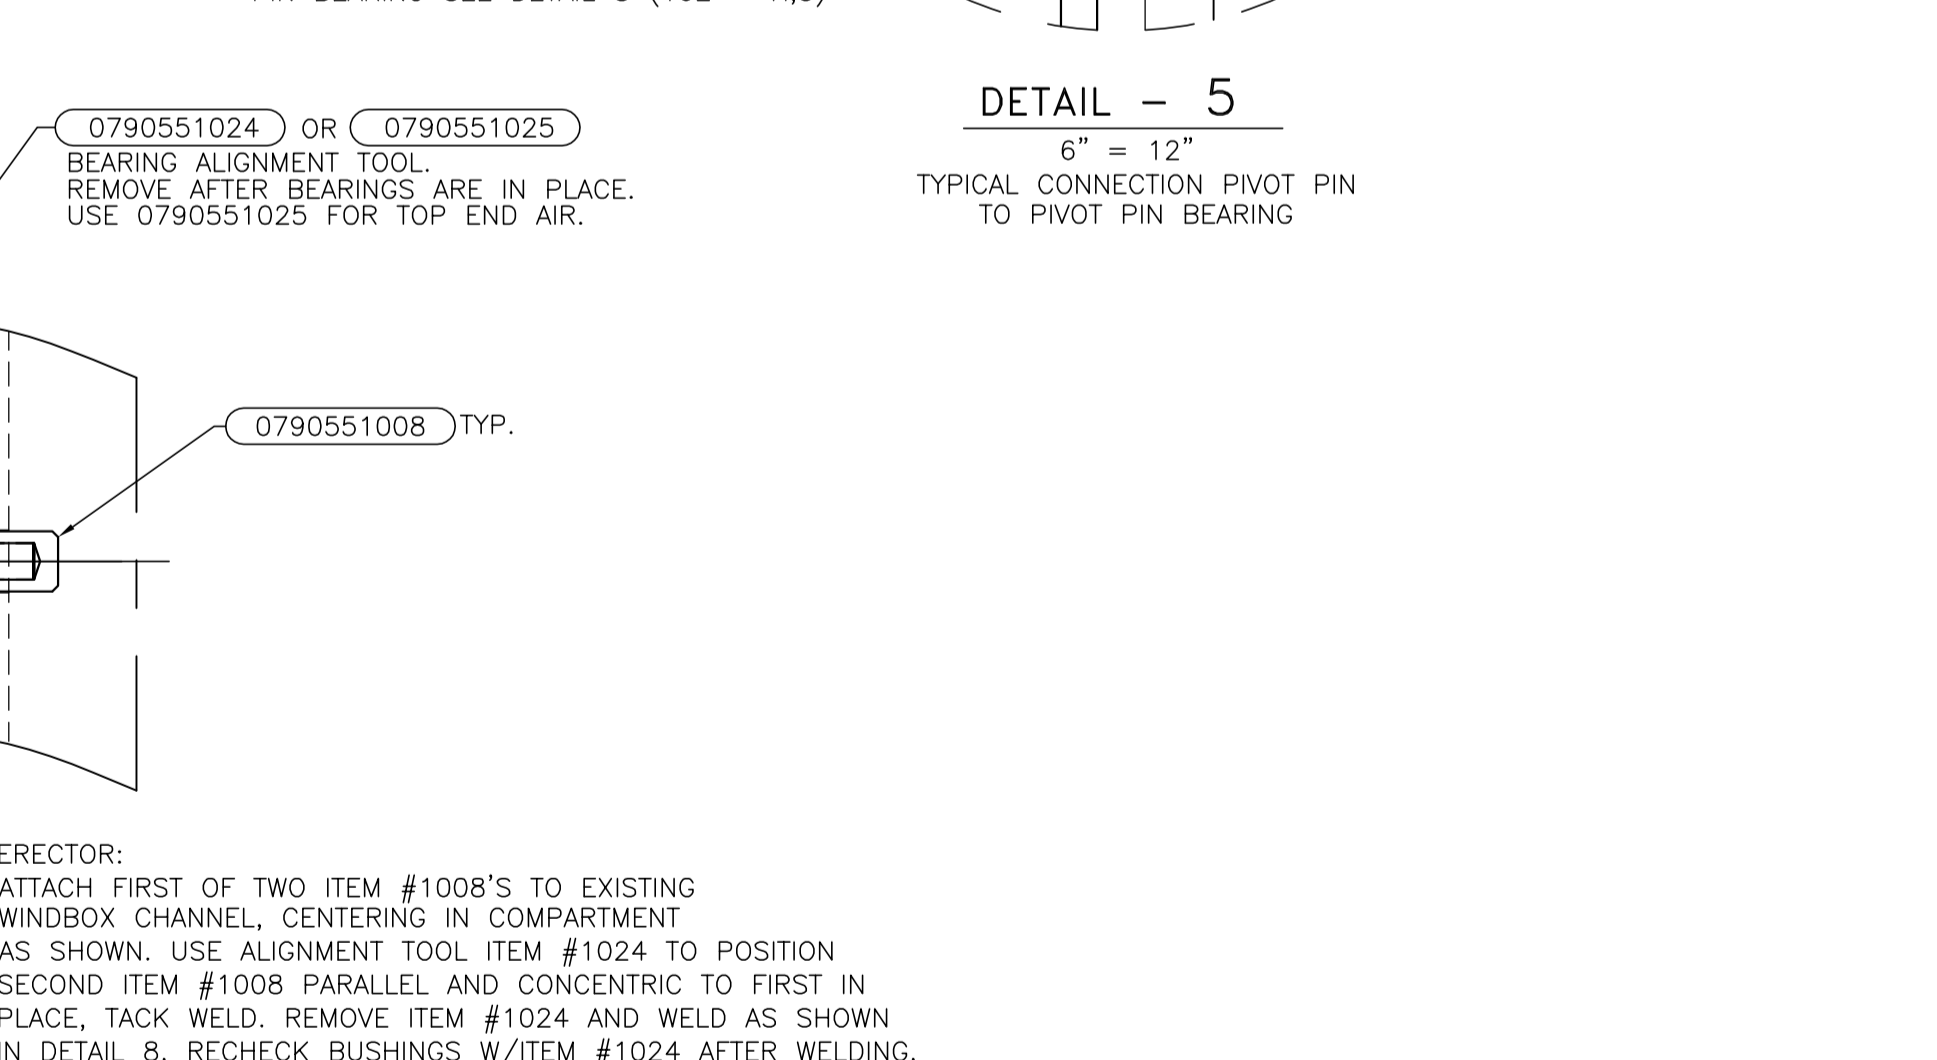 0790551024 OR 0790551025
BEARING ALIGNMENT TOOL.
REMOVE AFTER BEARINGS ARE IN PLACE.
USE 0790551025 FOR TOP END AIR.
DETAIL - 5
6" = 12"
TYPICAL CONNECTION PIVOT PIN
TO PIVOT PIN BEARING
0790551008 TYP.
ERECTOR:
ATTACH FIRST OF TWO ITEM #1008'S TO EXISTING
WINDBOX CHANNEL, CENTERING IN COMPARTMENT
AS SHOWN. USE ALIGNMENT TOOL ITEM #1024 TO POSITION
SECOND ITEM #1008 PARALLEL AND CONCENTRIC TO FIRST IN
PLACE, TACK WELD. REMOVE ITEM #1024 AND WELD AS SHOWN
IN DETAIL 8. RECHECK BUSHINGS W/ITEM #1024 AFTER WELDING.